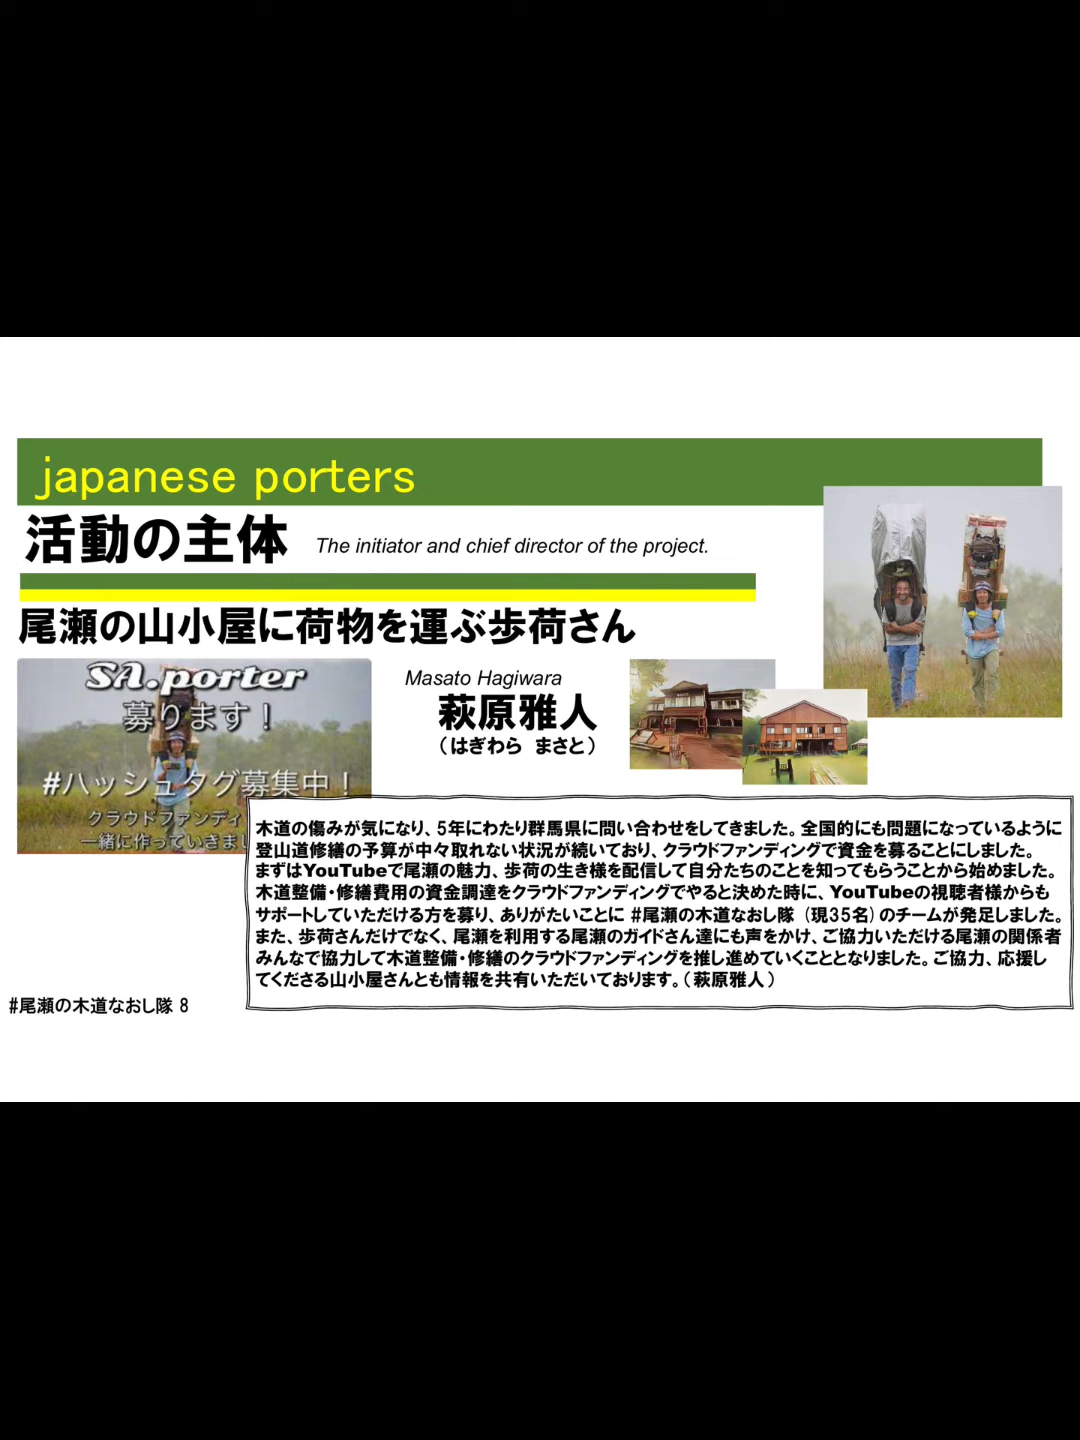 japanese porters
活動の主体 The initiator and chief director of the project.
尾瀬の山小屋に荷物を運ぶ歩荷さん
SA.porter
募ります！
#ハッシュタグ募集中！
クラウドファンディ
一緒に作っていきまし
Masato Hagiwara
萩原雅人
（はぎわら まさと）
木道の傷みが気になり、5年にわたり群馬県に問い合わせをしてきました。全国的にも問題になっているように
登山道修繕の予算が中々取れない状況が続いており、クラウドファンディングで資金を募ることにしました。
まずはYouTubeで尾瀬の魅力、歩荷の生き様を配信して自分たちのことを知ってもらうことから始めました。
木道整備・修繕費用の資金調達をクラウドファンディングでやると決めた時に、YouTubeの視聴者様からも
サポートしていただける方を募り、ありがたいことに #尾瀬の木道なおし隊 (現35名)のチームが発足しました。
また、歩荷さんだけでなく、尾瀬を利用する尾瀬のガイドさん達にも声をかけ、ご協力いただける尾瀬の関係者
みんなで協力して木道整備・修繕のクラウドファンディングを推し進めていくこととなりました。ご協力、応援し
てくださる山小屋さんとも情報を共有いただいております。（萩原雅人）
#尾瀬の木道なおし隊 8